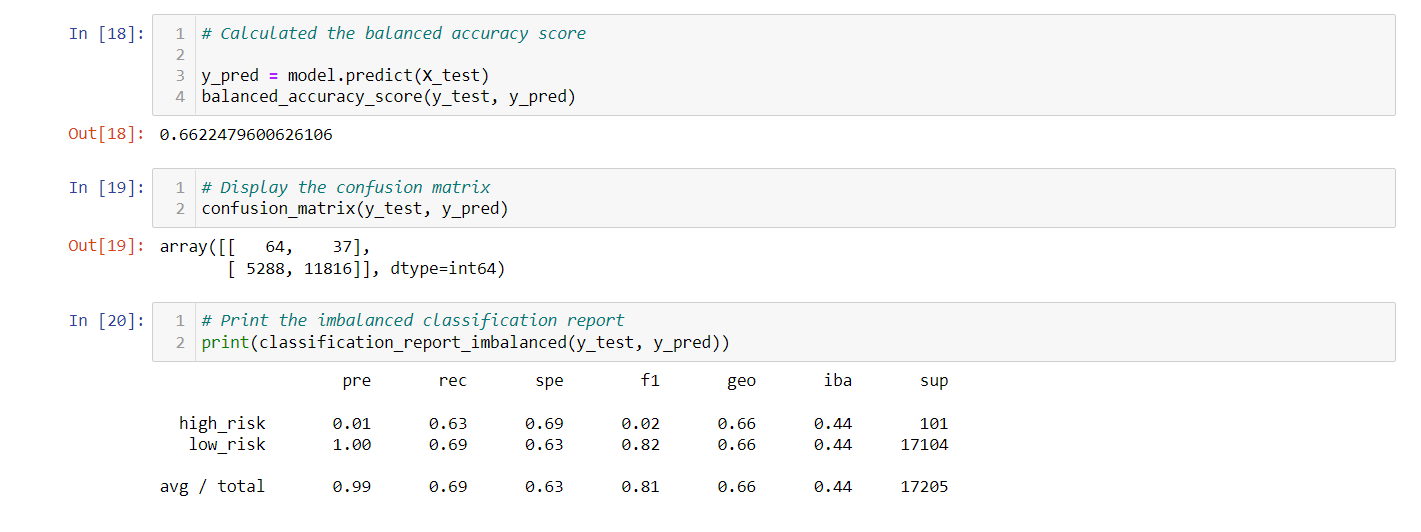 In [18]: 1 # Calculated the balanced accuracy score
2
3 y_pred = model.predict(X_test)
4 balanced_accuracy_score(y_test, y_pred)
Out[18]: 0.6622479600626106
In [19]: 1 # Display the confusion matrix
2 confusion_matrix(y_test, y_pred)
Out[19]: array([[   64,    37],
       [ 5288, 11816]], dtype=int64)
In [20]: 1 # Print the imbalanced classification report
2 print(classification_report_imbalanced(y_test, y_pred))
pre rec spe f1 geo iba sup
high_risk 0.01 0.63 0.69 0.02 0.66 0.44 101
low_risk 1.00 0.69 0.63 0.82 0.66 0.44 17104
avg / total 0.99 0.69 0.63 0.81 0.66 0.44 17205